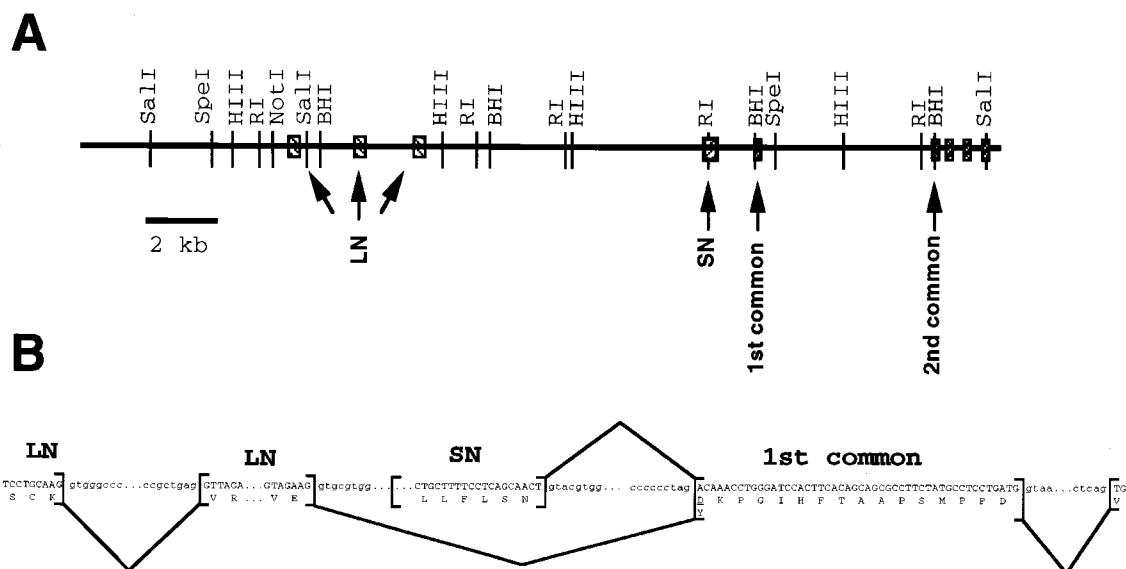 A
SalI SpeI HIII RI NotI SalI BHI HIII RI BHI RI HIII RI BHI SpeI HIII RI BHI SalI
2 kb
LN
SN
1st common
2nd common
B
LN LN SN 1st common
TCCTGCAAG gtgggccc... ccgctgag GTTAGA...GTAGAAG gtgcgtgg... ...CTGCTTTTCCTCAGCAACT gtacgtgg... cccccctag ACAAACCTGGGATCCACTTCACAGCAGCGCCTTCTATGCCTCCTGATG gtaa...ctcag TG
S C K V R ... V E L L F L S N D K P G I H F T A A P S M P P D V
Y